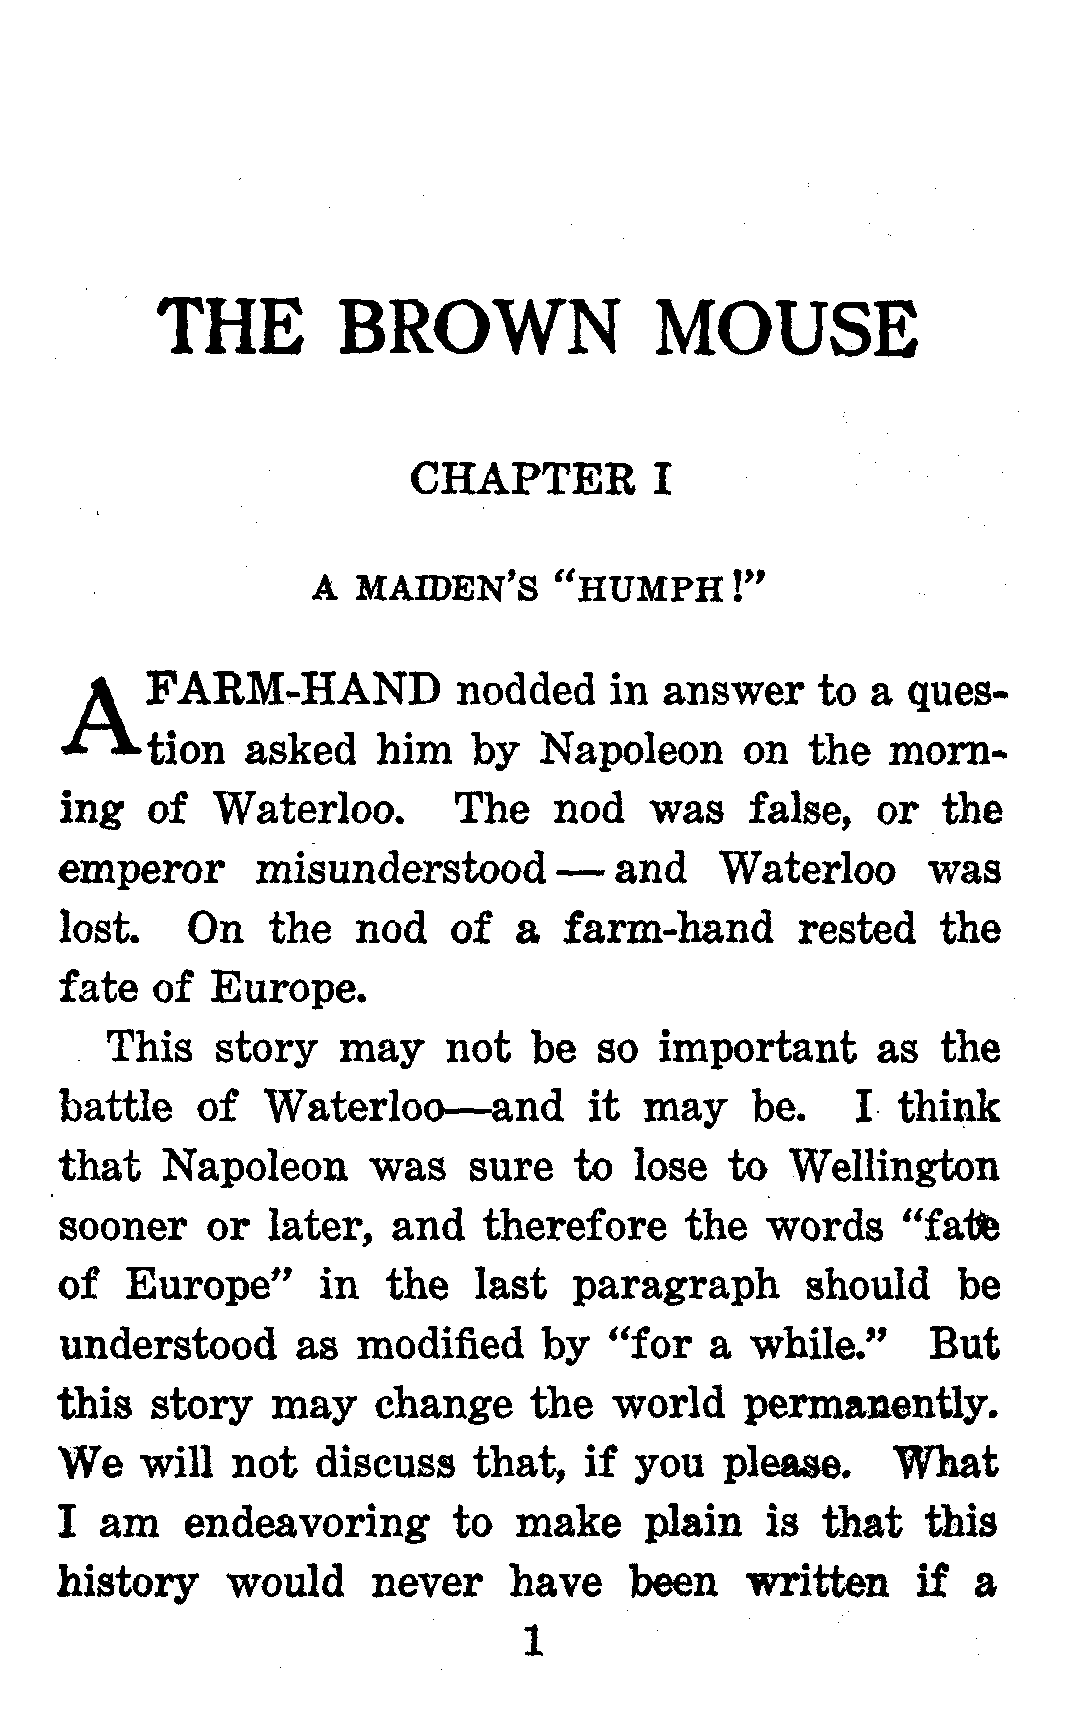 THE BROWN MOUSE
CHAPTER I
A MAIDEN'S "HUMPH!"
A FARM-HAND nodded in answer to a ques-
tion asked him by Napoleon on the morn-
ing of Waterloo. The nod was false, or the
emperor misunderstood — and Waterloo was
lost. On the nod of a farm-hand rested the
fate of Europe.
This story may not be so important as the
battle of Waterloo—and it may be. I think
that Napoleon was sure to lose to Wellington
sooner or later, and therefore the words "fate
of Europe" in the last paragraph should be
understood as modified by "for a while." But
this story may change the world permanently.
We will not discuss that, if you please. What
I am endeavoring to make plain is that this
history would never have been written if a
1